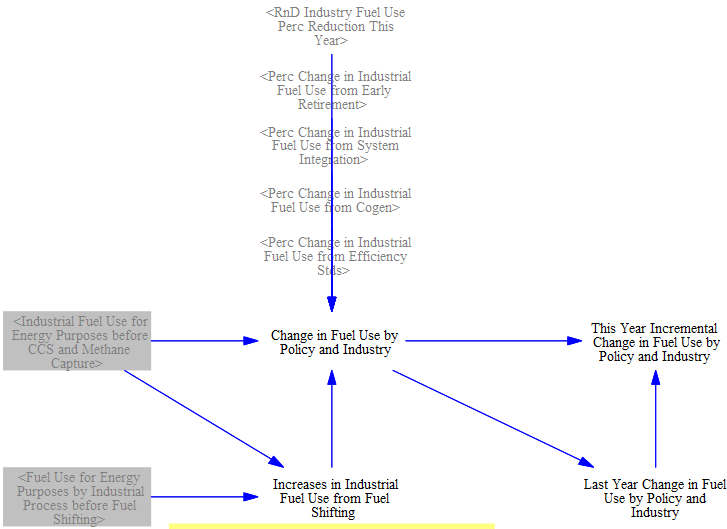 <RnD Industry Fuel Use
Perc Reduction This
Year>
<Perc Change in Industrial
Fuel Use from Early
Retirement>
<Perc Change in Industrial
Fuel Use from System
Integration>
<Perc Change in Industrial
Fuel Use from Cogen>
<Perc Change in Industrial
Fuel Use from Efficiency
Stds>
<Industrial Fuel Use for
Energy Purposes before
CCS and Methane
Capture>
Change in Fuel Use by
Policy and Industry
This Year Incremental
Change in Fuel Use by
Policy and Industry
<Fuel Use for Energy
Purposes by Industrial
Process before Fuel
Shifting>
Increases in Industrial
Fuel Use from Fuel
Shifting
Last Year Change in Fuel
Use by Policy and
Industry